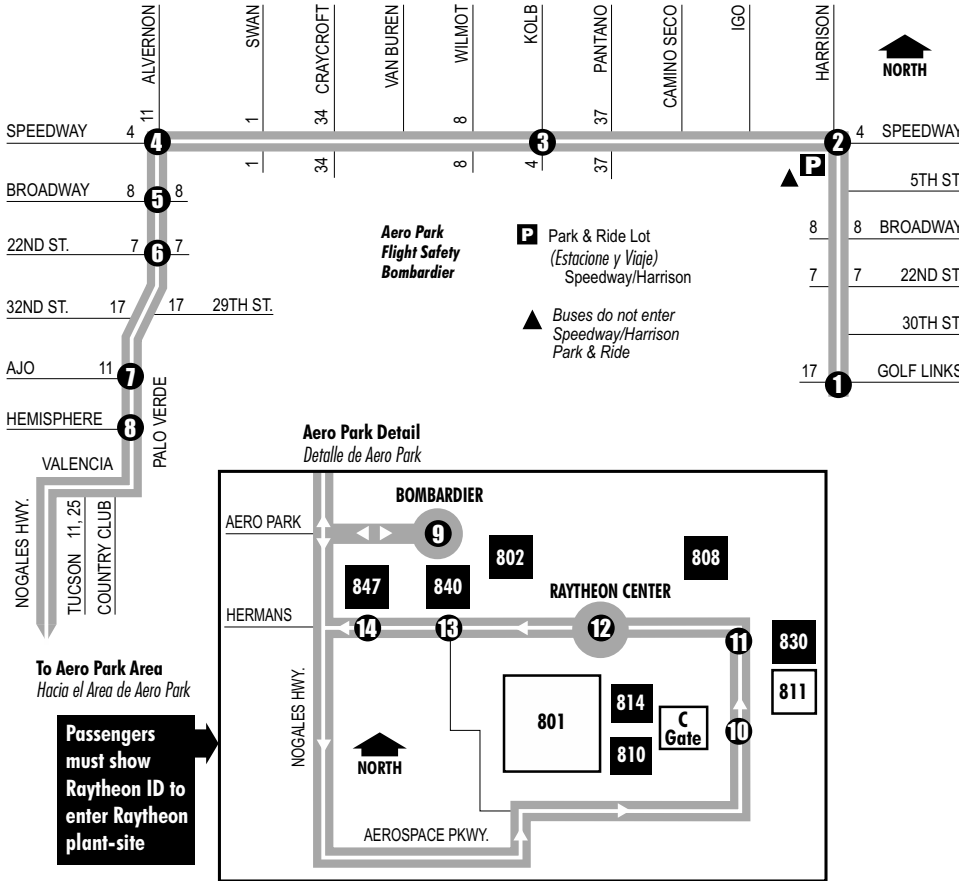 ALVERNON
SWAN
CRAYCROFT
VAN BUREN
WILMOT
KOLB
PANTANO
CAMINO SECO
IGO
HARRISON
NORTH
11
1
34
8
37
SPEEDWAY 4
4
3
2
4 SPEEDWAY
1
34
8
4
37
P
5TH ST
BROADWAY 8
5
8
8
8 BROADWAY
22ND ST. 7
6
7
7
7 22ND ST
32ND ST. 17
17 29TH ST.
30TH ST
AJO 11
7
17
1
GOLF LINKS
HEMISPHERE
8
PALO VERDE
VALENCIA
NOGALES HWY.
TUCSON 11, 25
COUNTRY CLUB
Aero Park
Flight Safety
Bombardier
P Park & Ride Lot
(Estacione y Viaje)
Speedway/Harrison
Buses do not enter
Speedway/Harrison
Park & Ride
To Aero Park Area
Hacia el Area de Aero Park
Passengers
must show
Raytheon ID to
enter Raytheon
plant-site
Aero Park Detail
Detalle de Aero Park
BOMBARDIER
AERO PARK
9
802
808
847
840
RAYTHEON CENTER
HERMANS
14
13
12
11
830
811
801
814
C
Gate
10
810
NOGALES HWY.
NORTH
AEROSPACE PKWY.